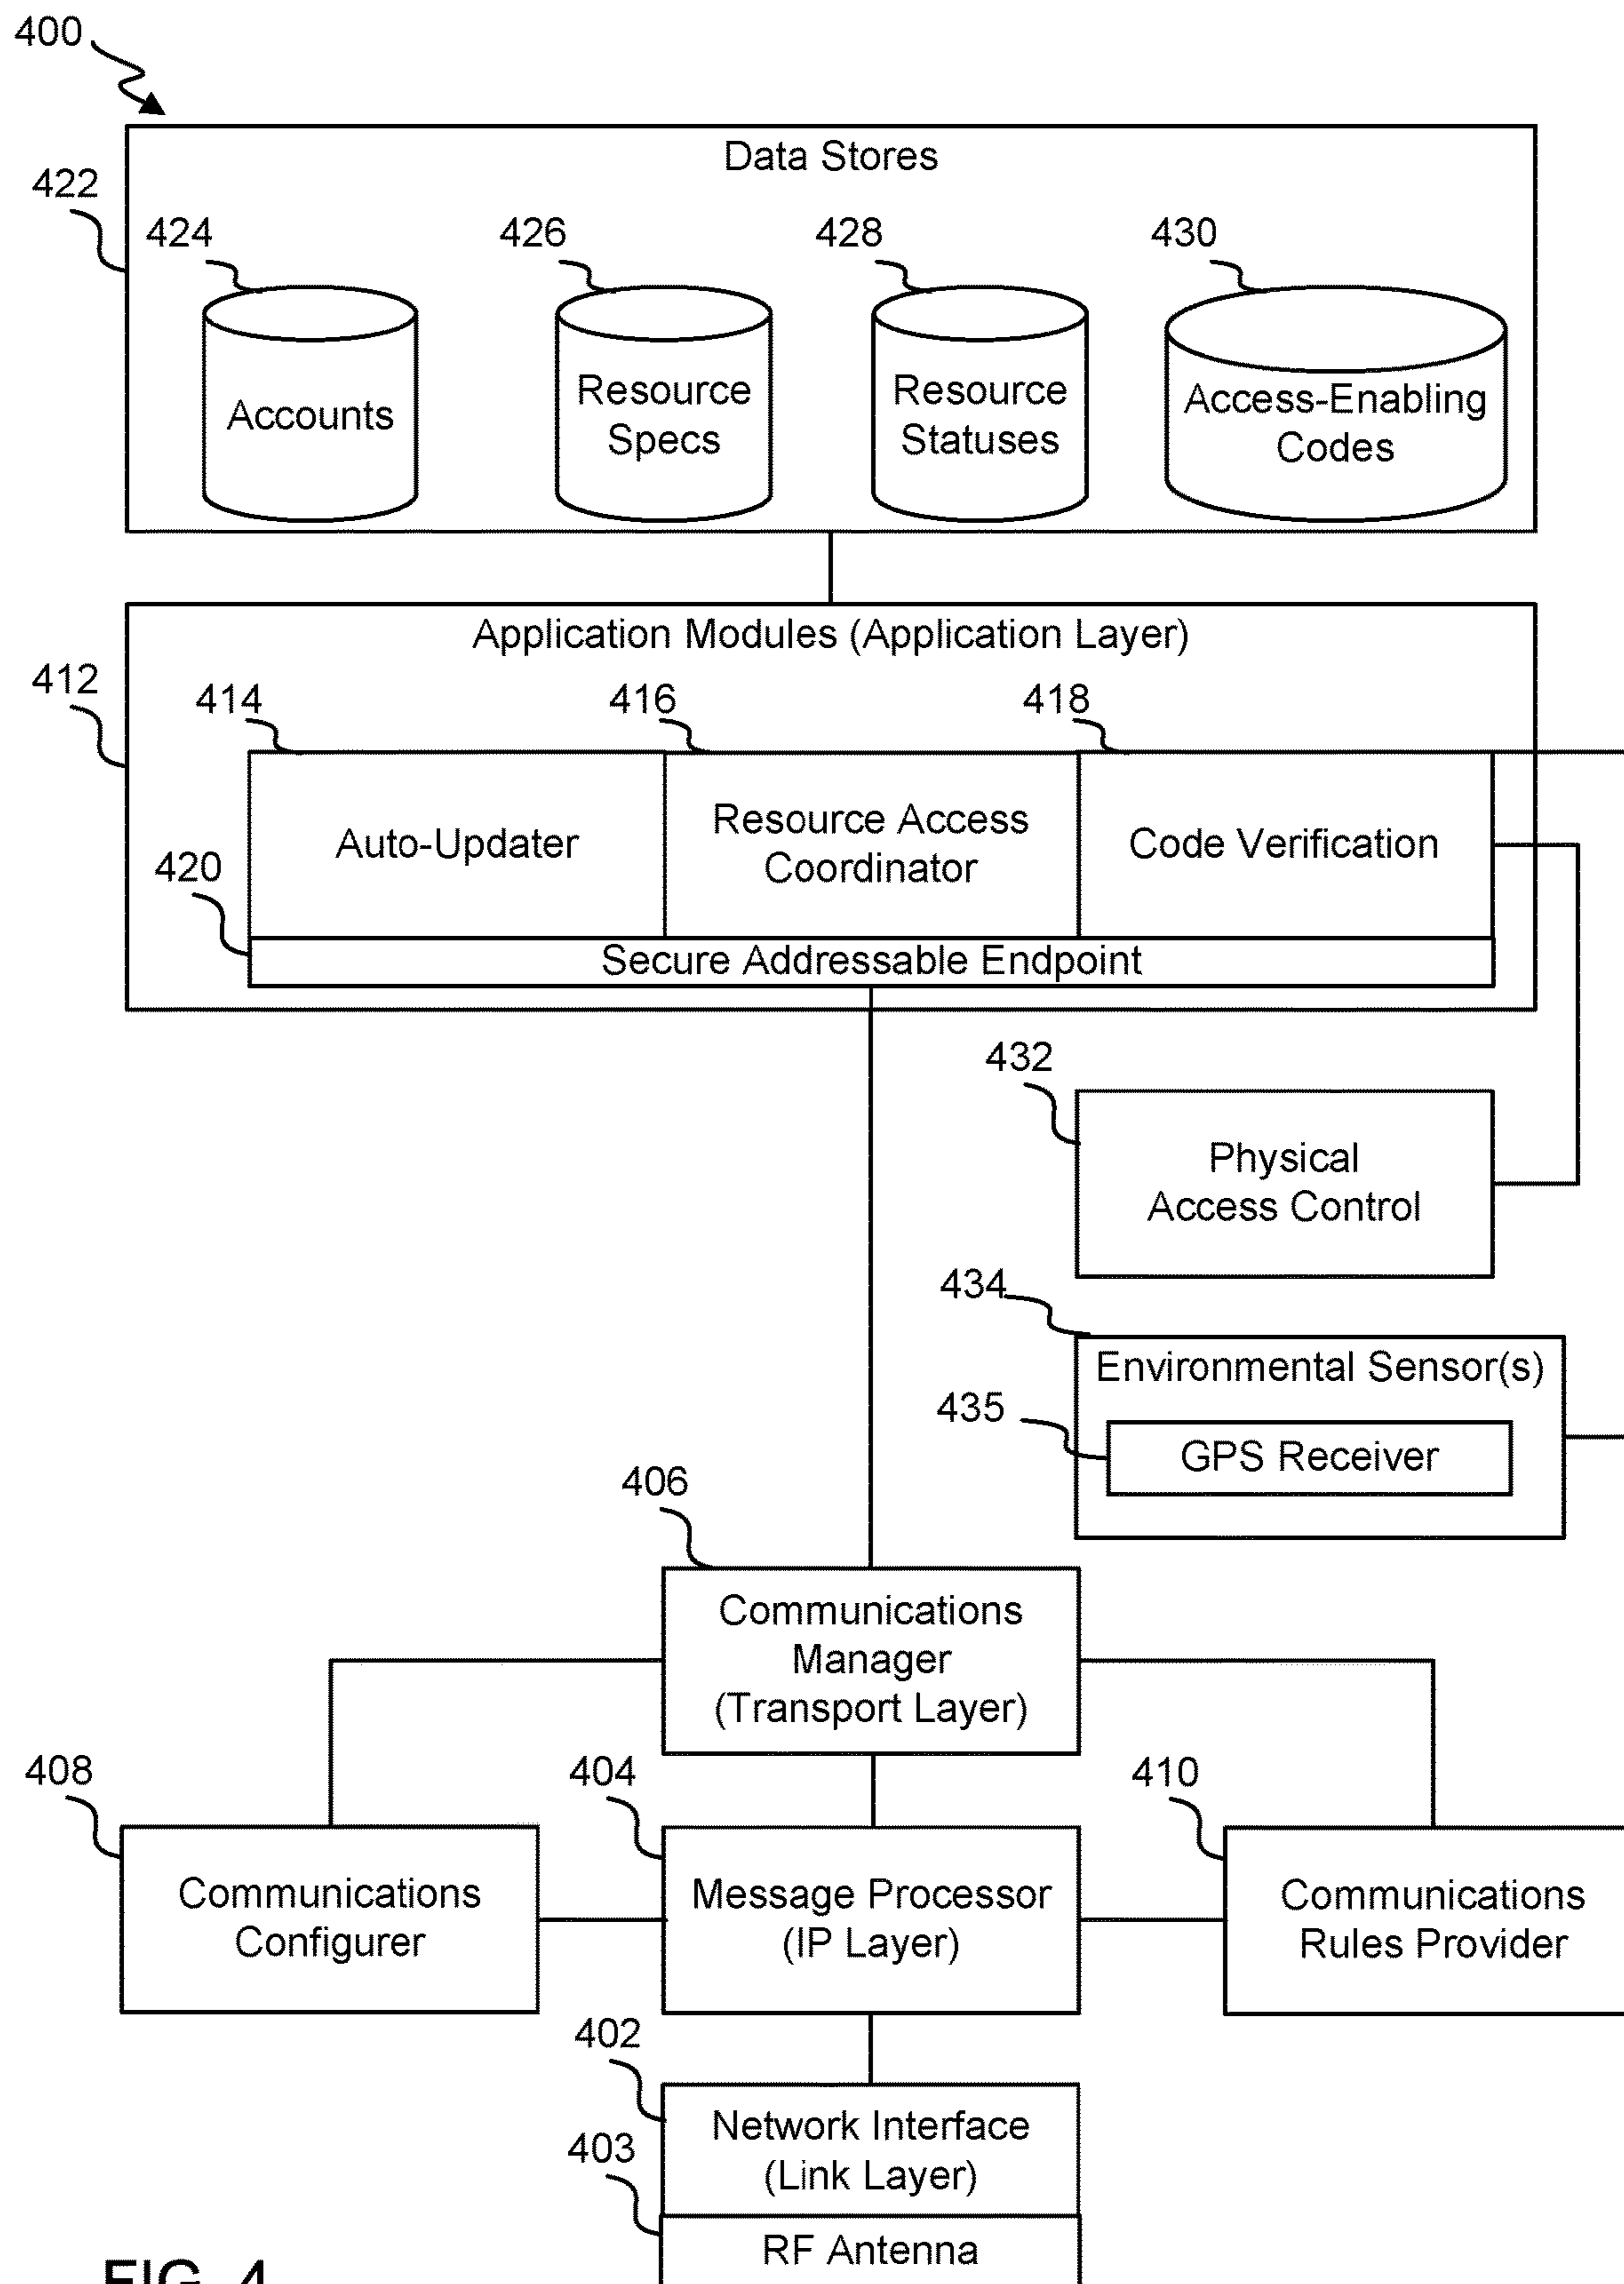 400
Data Stores
422
424
426
428
430
Accounts
Resource
Specs
Resource
Statuses
Access-Enabling
Codes
Application Modules (Application Layer)
412
414
416
418
Auto-Updater
Resource Access
Coordinator
Code Verification
420
Secure Addressable Endpoint
432
Physical
Access Control
434
Environmental Sensor(s)
435
GPS Receiver
406
Communications
Manager
(Transport Layer)
408
404
410
Communications
Configurer
Message Processor
(IP Layer)
Communications
Rules Provider
402
Network Interface
(Link Layer)
403
RF Antenna
FIG. 4